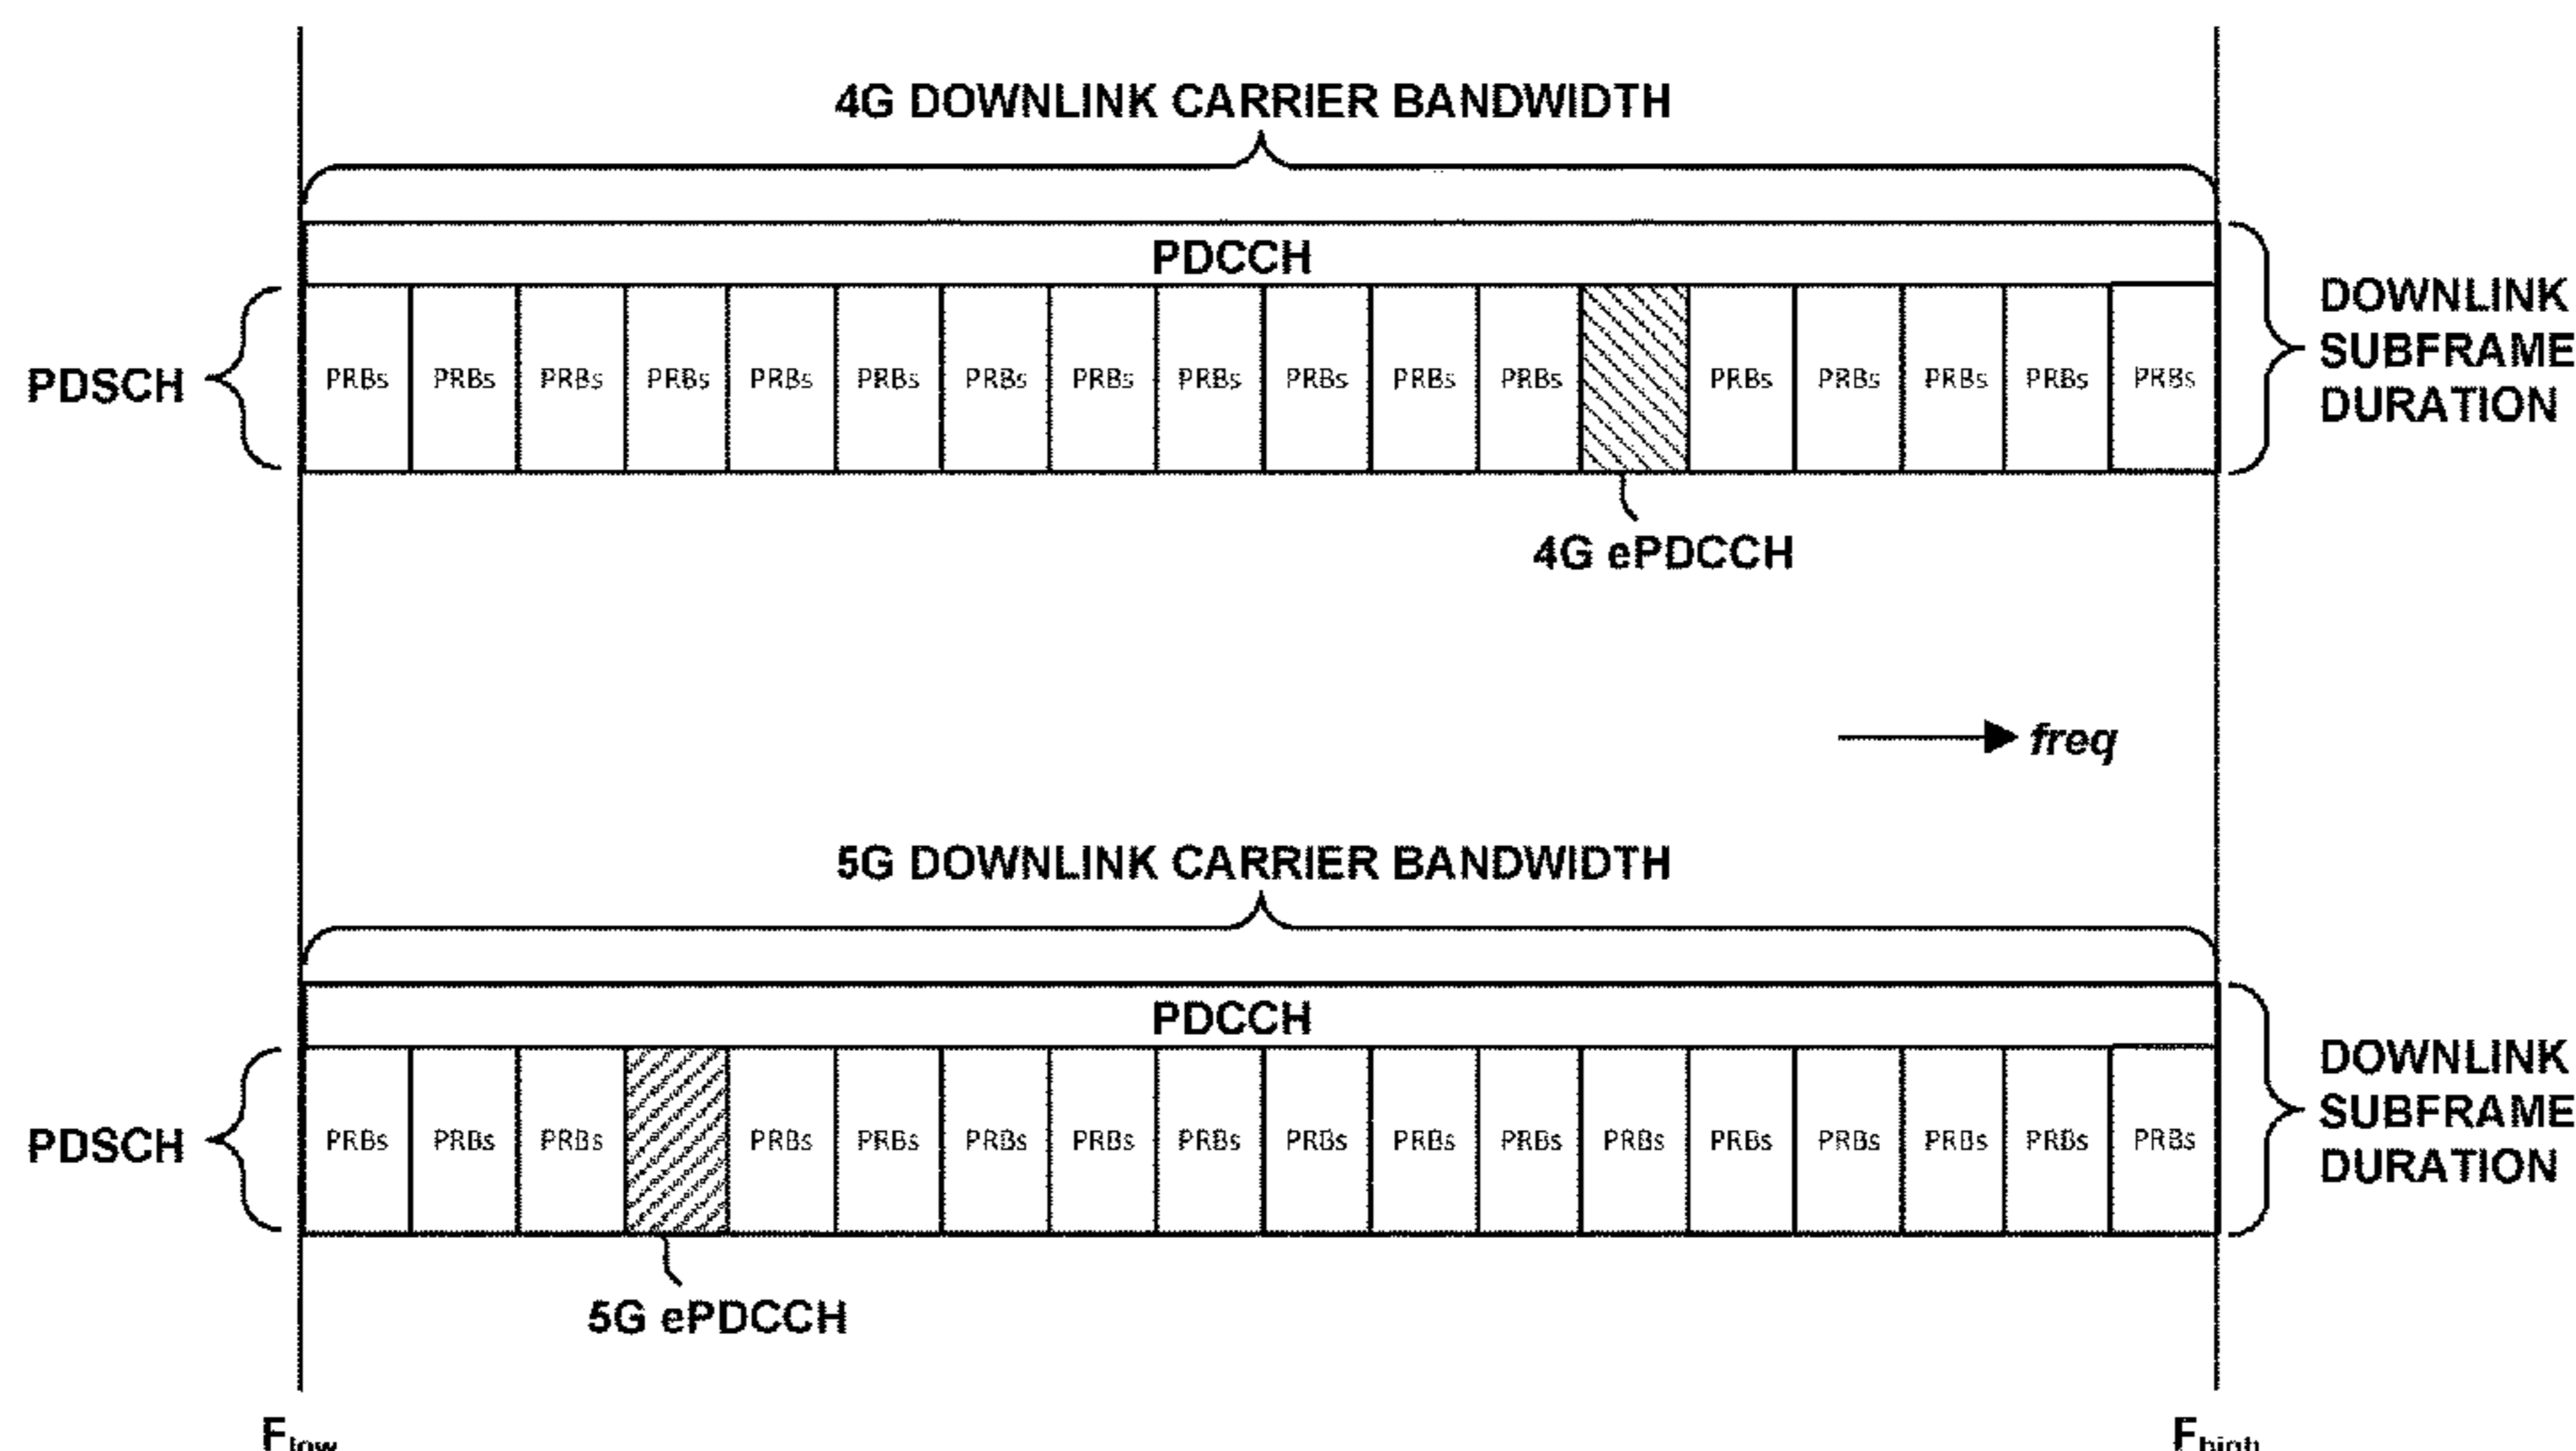 4G DOWNLINK CARRIER BANDWIDTH
PDCCH
PDSCH
PRBs PRBs PRBs PRBs PRBs PRBs PRBs PRBs PRBs PRBs PRBs PRBs PRBs PRBs PRBs PRBs PRBs
DOWNLINK
SUBFRAME
DURATION
4G ePDCCH
freq
5G DOWNLINK CARRIER BANDWIDTH
PDCCH
PDSCH
PRBs PRBs PRBs PRBs PRBs PRBs PRBs PRBs PRBs PRBs PRBs PRBs PRBs PRBs PRBs PRBs PRBs
DOWNLINK
SUBFRAME
DURATION
5G ePDCCH
Flow
Fhigh